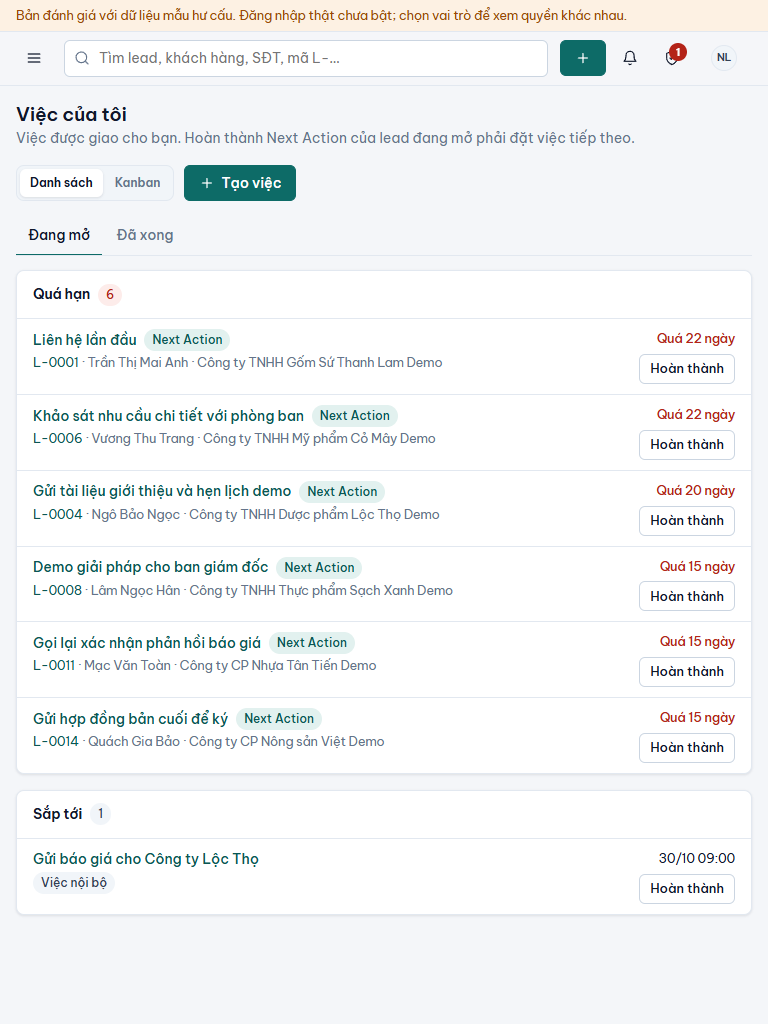 Bản đánh giá với dữ liệu mẫu hư cấu. Đăng nhập thật chưa bật; chọn vai trò để xem quyền khác nhau.
Tìm lead, khách hàng, SĐT, mã L-...
1
NL
Việc của tôi
Việc được giao cho bạn. Hoàn thành Next Action của lead đang mở phải đặt việc tiếp theo.
Danh sách Kanban + Tạo việc
Đang mở Đã xong
Quá hạn 6
Liên hệ lần đầu Next Action Quá 22 ngày
L-0001 · Trần Thị Mai Anh · Công ty TNHH Gốm Sứ Thanh Lam Demo Hoàn thành
Khảo sát nhu cầu chi tiết với phòng ban Next Action Quá 22 ngày
L-0006 · Vương Thu Trang · Công ty TNHH Mỹ phẩm Cỏ Mây Demo Hoàn thành
Gửi tài liệu giới thiệu và hẹn lịch demo Next Action Quá 20 ngày
L-0004 · Ngô Bảo Ngọc · Công ty TNHH Dược phẩm Lộc Thọ Demo Hoàn thành
Demo giải pháp cho ban giám đốc Next Action Quá 15 ngày
L-0008 · Lâm Ngọc Hân · Công ty TNHH Thực phẩm Sạch Xanh Demo Hoàn thành
Gọi lại xác nhận phản hồi báo giá Next Action Quá 15 ngày
L-0011 · Mạc Văn Toàn · Công ty CP Nhựa Tân Tiến Demo Hoàn thành
Gửi hợp đồng bản cuối để ký Next Action Quá 15 ngày
L-0014 · Quách Gia Bảo · Công ty CP Nông sản Việt Demo Hoàn thành
Sắp tới 1
Gửi báo giá cho Công ty Lộc Thọ 30/10 09:00
Việc nội bộ Hoàn thành